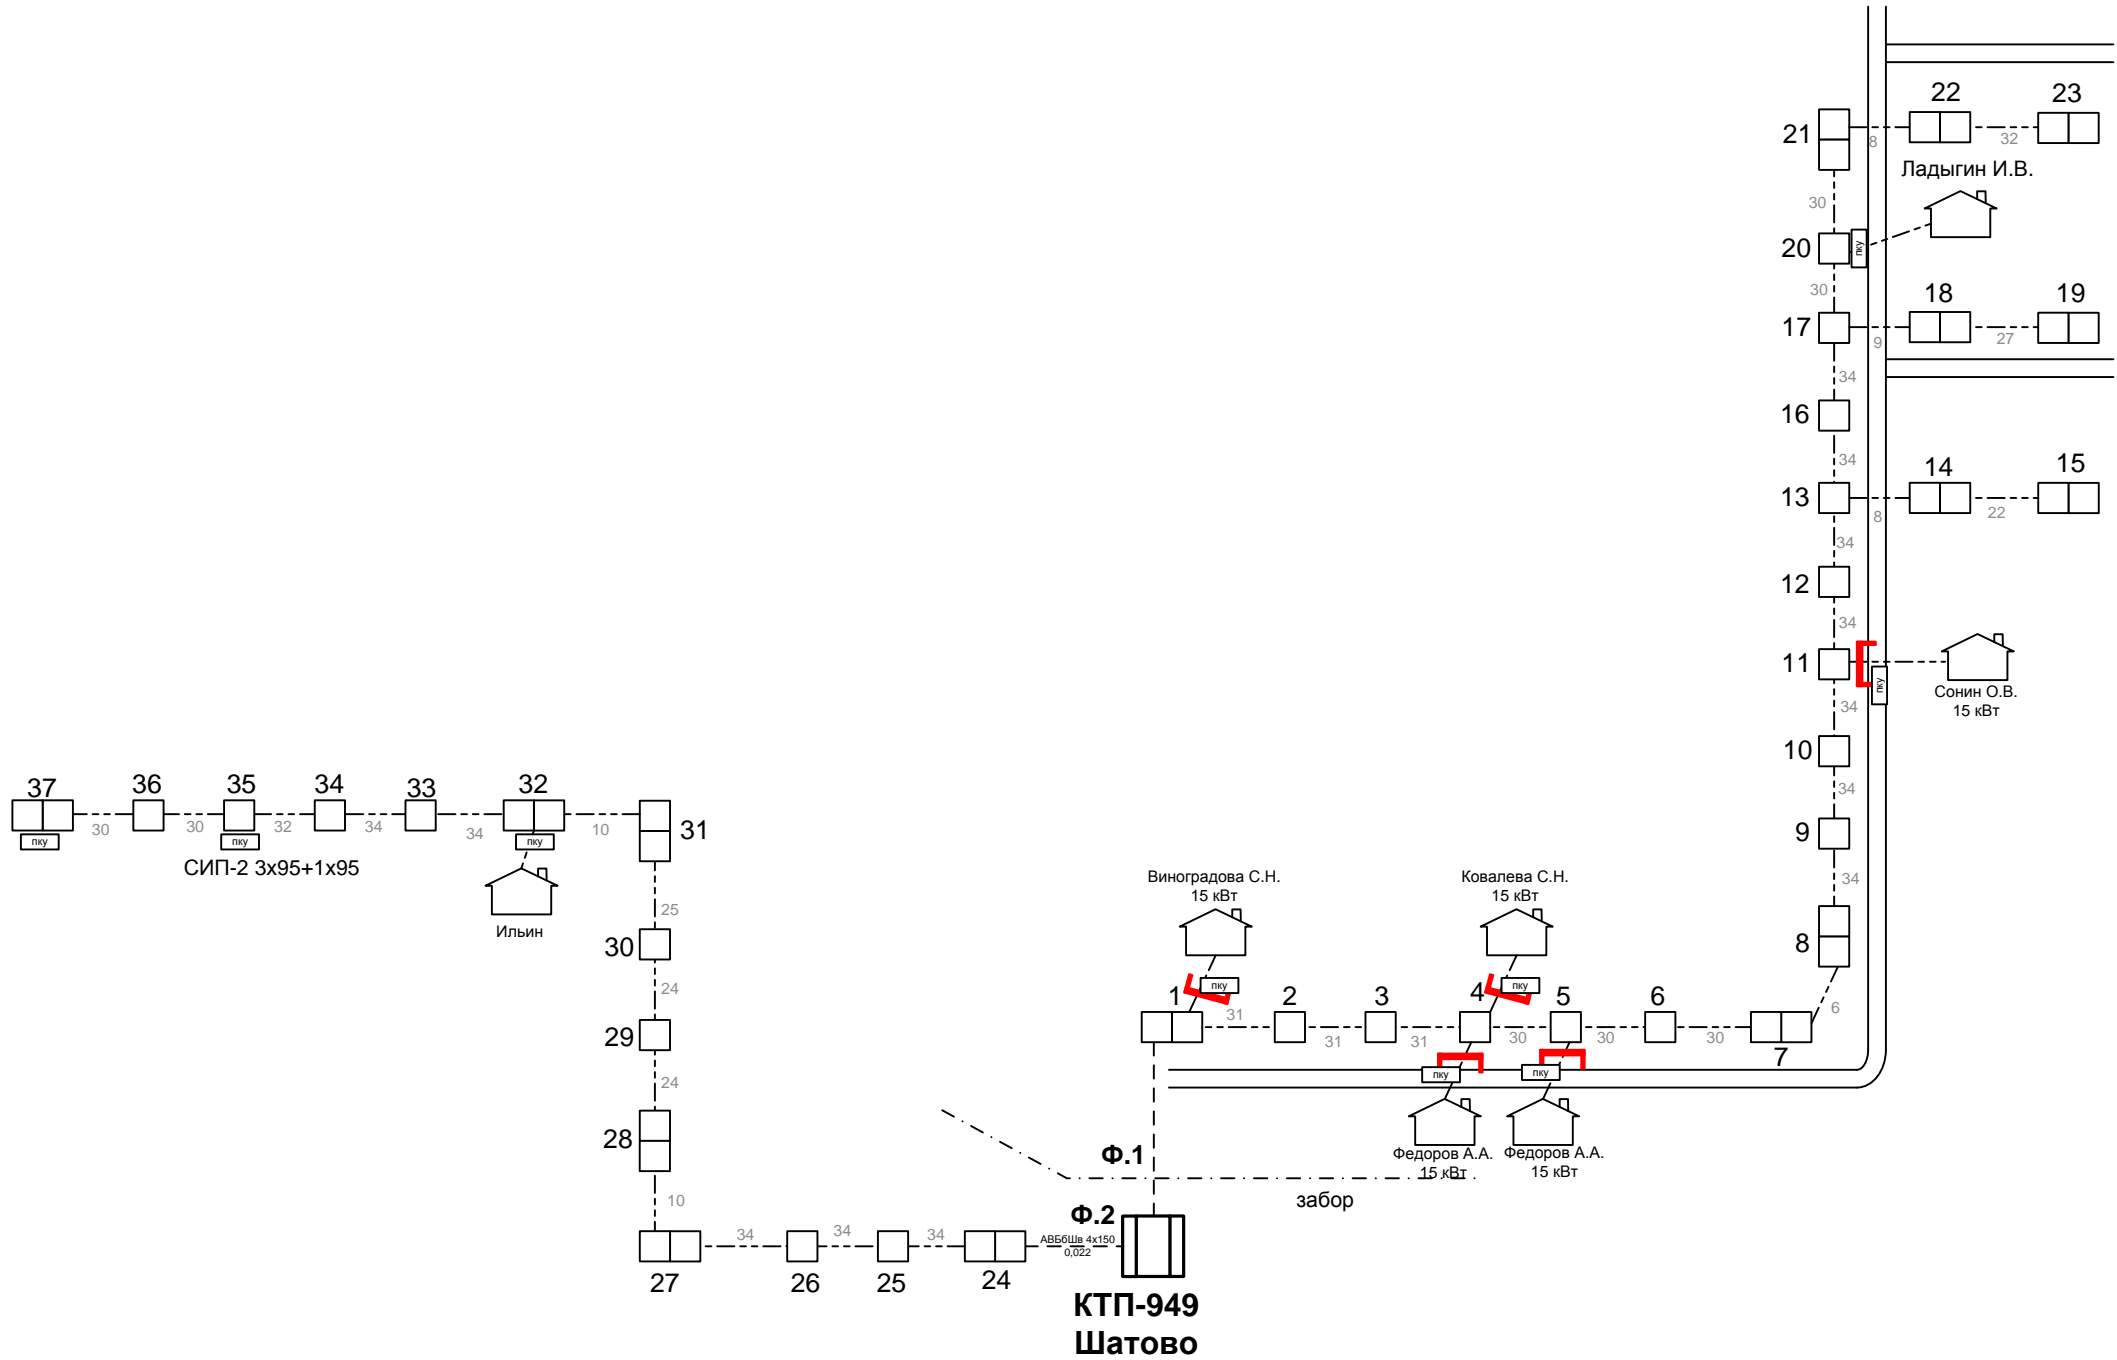 22
23
21
8
32
Ладыгин И.В.
30
20
пку
30
18
19
17
9
27
34
16
34
14
15
13
8
22
34
12
34
11
пку
Сонин О.В.
15 кВт
34
10
34
9
34
8
6
37
36
35
34
33
32
31
30
30
32
34
34
10
пку
пку
пку
СИП-2 3х95+1х95
Ильин
25
30
24
29
24
28
10
Виноградова С.Н.
15 кВт
Ковалева С.Н.
15 кВт
пку
пку
1
2
3
4
5
6
7
31
31
31
30
30
30
пку
пку
Федоров А.А.
15 кВт
Федоров А.А.
15 кВт
Ф.1
забор
Ф.2
АВБбШв 4х150
0,022
34
34
34
27
26
25
24
КТП-949
Шатово